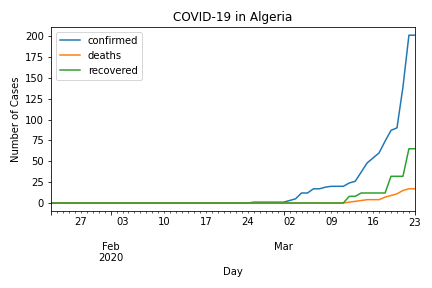 COVID-19 in Algeria
confirmed
deaths
recovered
Number of Cases
200
175
150
125
100
75
50
25
0
27 03 10 17 24 02 09 16 23
Feb Mar
2020
Day